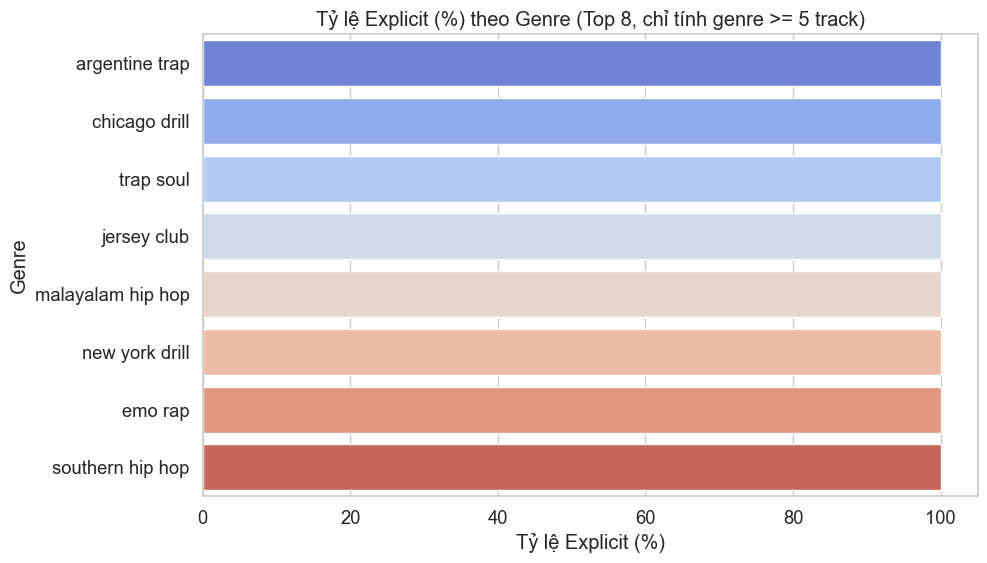 Tỷ lệ Explicit (%) theo Genre (Top 8, chỉ tính genre >= 5 track)
Genre
argentine trap
chicago drill
trap soul
jersey club
malayalam hip hop
new york drill
emo rap
southern hip hop
0 20 40 60 80 100
Tỷ lệ Explicit (%)